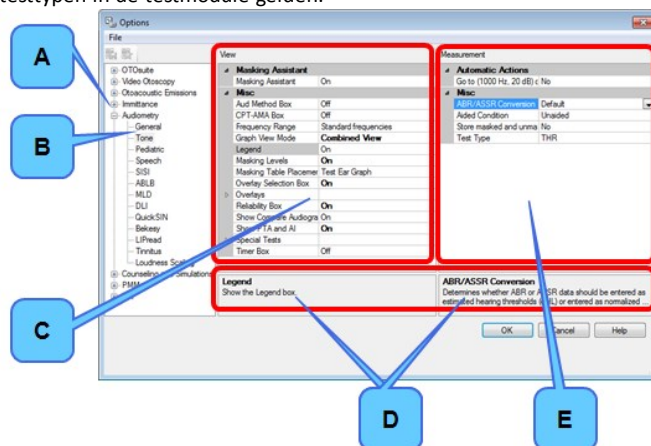 testtypen in de testmodule gelden.
Options
File
A
B
C
D
E
OTOsuite
Video Otoscopy
Otoacoustic Emissions
Immittance
Audiometry
General
Tone
Pediatric
Speech
SISI
ABLB
MLD
DLI
QuickSIN
Bekesy
LIPread
Tinnitus
Loudness Scaling
Counseling and Simulations
PMM
View
Masking Assistant
Masking Assistant On
Misc
Aud Method Box Off
CPT-AMA Box Off
Frequency Range Standard frequencies
Graph View Mode Combined View
Legend On
Masking Levels On
Masking Table Placemer Test Ear Graph
Overlay Selection Box On
Overlays
Reliability Box On
Show Compare Audiogra On
Show PTA and AI On
Special Tests
Timer Box Off
Measurement
Automatic Actions
Go to (1000 Hz, 20 dB) c No
Misc
ABR/ASSR Conversion Default
Aided Condition Unaided
Store masked and unma No
Test Type THR
Legend
Show the Legend box.
ABR/ASSR Conversion
Determines whether ABR or ASSR data should be entered as
estimated hearing thresholds (eHL) or entered as normalized ...
OK Cancel Help